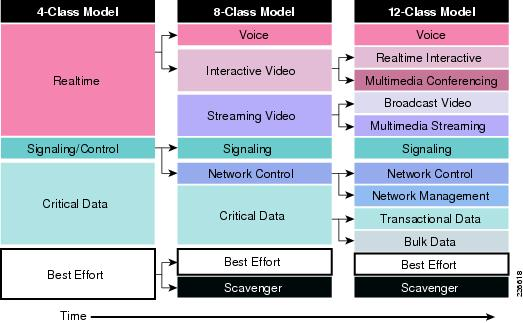 4-Class Model
8-Class Model
12-Class Model
Realtime
Signaling/Control
Critical Data
Best Effort
Voice
Interactive Video
Streaming Video
Signaling
Network Control
Critical Data
Best Effort
Scavenger
Voice
Realtime Interactive
Multimedia Conferencing
Broadcast Video
Multimedia Streaming
Signaling
Network Control
Network Management
Transactional Data
Bulk Data
Best Effort
Scavenger
Time
226618